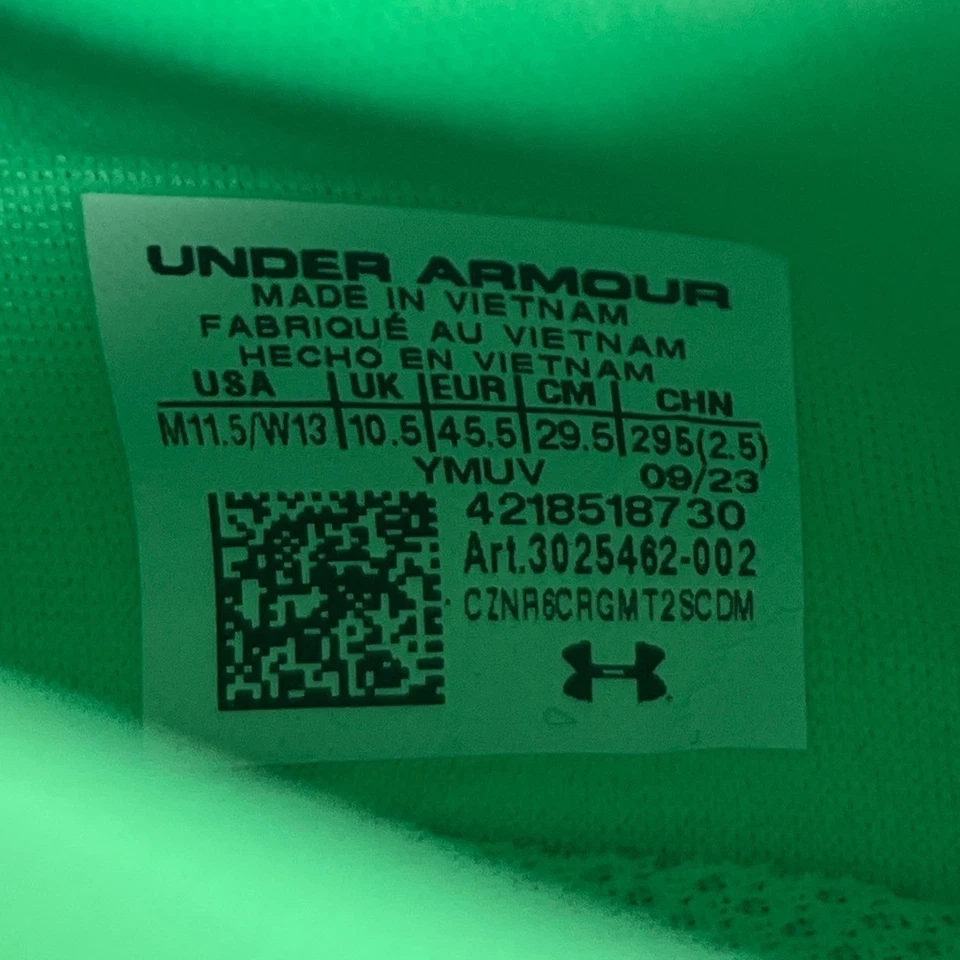 UNDER ARMOUR
MADE IN VIETNAM
FABRIQUÉ AU VIETNAM
HECHO EN VIETNAM
USA | UK | EUR | CM | CHN
M11.5/W13 | 10.5 | 45.5 | 29.5 | 295(2.5)
YMUV 09/23
4218518730
Art.3025462-002
CZNR6CRGMT2SCDM